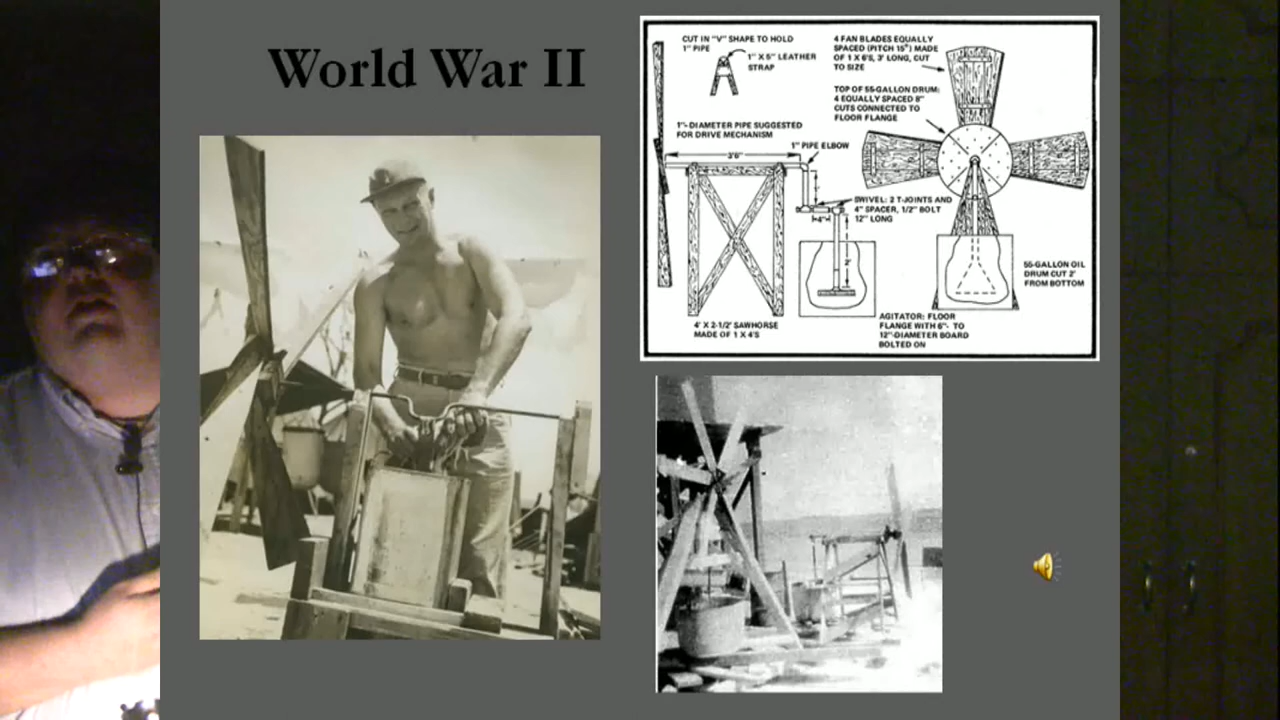 World War II
CUT IN "V" SHAPE TO HOLD
1" PIPE
1" X 5" LEATHER
STRAP
4 FAN BLADES EQUALLY
SPACED (PITCH 15°) MADE
OF 1 X 6'S, 3' LONG, CUT
TO SIZE
TOP OF 55-GALLON DRUM:
4 EQUALLY SPACED 8"
CUTS CONNECTED TO
FLOOR FLANGE
1"-DIAMETER PIPE SUGGESTED
FOR DRIVE MECHANISM
3'6"
1" PIPE ELBOW
SWIVEL: 2 T-JOINTS AND
4" SPACER, 1/2" BOLT
12" LONG
4"
2'
55-GALLON OIL
DRUM CUT 2'
FROM BOTTOM
4' X 2-1/2' SAWHORSE
MADE OF 1 X 4'S
AGITATOR: FLOOR
FLANGE WITH 6"- TO
12"-DIAMETER BOARD
BOLTED ON